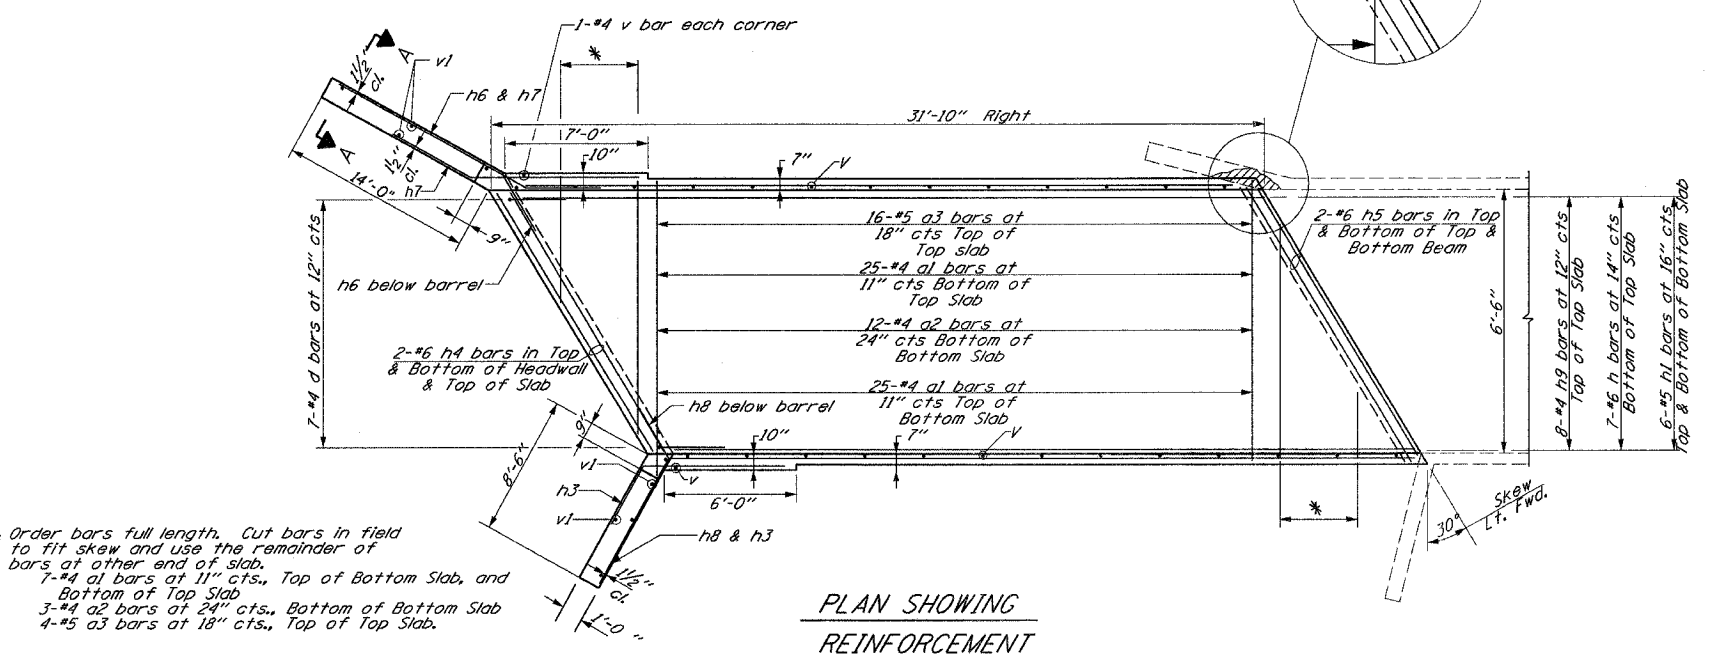 1-#4 v bar each corner
A
v1
1 1/2"
cl.
*
h6 & h7
31'-10" Right
7'-0"
10"
7"
v
A
1 1/2"
cl.
14'-0"
h7
9"
16-#5 a3 bars at
18" cts Top of
Top slab
2-#6 h5 bars in Top
& Bottom of Top &
Bottom Beam
25-#4 a1 bars at
11" cts Bottom of
Top Slab
h6 below barrel
7-#4 d bars at 12" cts
6'-6"
8-#4 h9 bars at 12" cts
Top of Top Slab
7-#6 h bars at 14" cts
Bottom of Top Slab
6-#5 h1 bars at 16" cts
Top & Bottom of Bottom Slab
12-#4 a2 bars at
24" cts Bottom of
Bottom Slab
2-#6 h4 bars in Top
& Bottom of Headwall
& Top of Slab
25-#4 a1 bars at
11" cts Top of
Bottom Slab
h8 below barrel
9"
10"
7"
v
8'-6"
v1
v
h3
6'-0"
*
v1
Skew
Lt. Fwd.
30°
h8 & h3
1 1/2"
cl.
1'-0"
Order bars full length. Cut bars in field
to fit skew and use the remainder of
bars at other end of slab.
7-#4 a1 bars at 11" cts., Top of Bottom Slab, and
Bottom of Top Slab
3-#4 a2 bars at 24" cts., Bottom of Bottom Slab
4-#5 a3 bars at 18" cts., Top of Top Slab.
PLAN SHOWING
REINFORCEMENT